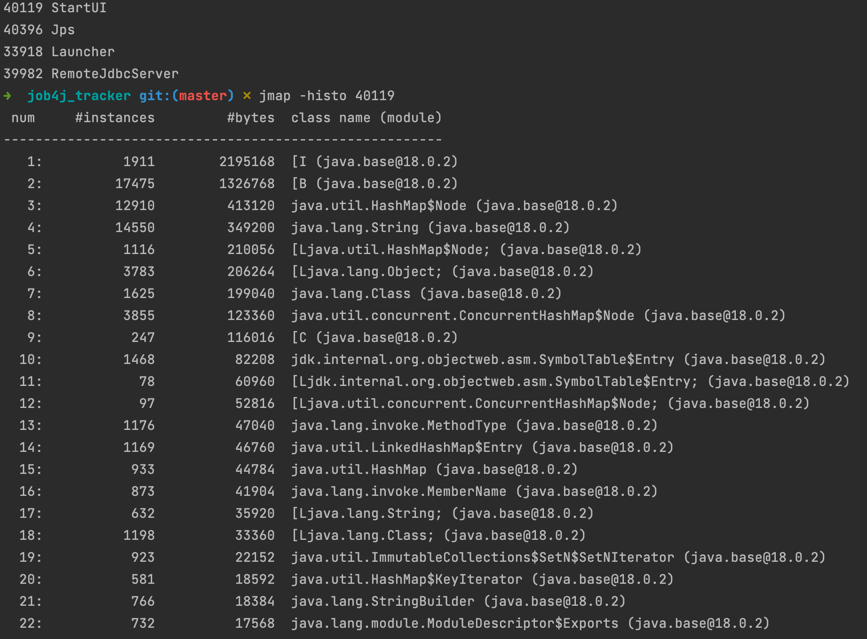 40119 StartUI
40396 Jps
33918 Launcher
39982 RemoteJdbcServer
➜  job4j_tracker git:(master) ✗ jmap -histo 40119
 num     #instances         #bytes  class name (module)
-------------------------------------------------------
   1:          1911        2195168  [I (java.base@18.0.2)
   2:         17475        1326768  [B (java.base@18.0.2)
   3:         12910         413120  java.util.HashMap$Node (java.base@18.0.2)
   4:         14550         349200  java.lang.String (java.base@18.0.2)
   5:          1116         210056  [Ljava.util.HashMap$Node; (java.base@18.0.2)
   6:          3783         206264  [Ljava.lang.Object; (java.base@18.0.2)
   7:          1625         199040  java.lang.Class (java.base@18.0.2)
   8:          3855         123360  java.util.concurrent.ConcurrentHashMap$Node (java.base@18.0.2)
   9:           247         116016  [C (java.base@18.0.2)
  10:          1468          82208  jdk.internal.org.objectweb.asm.SymbolTable$Entry (java.base@18.0.2)
  11:            78          60960  [Ljdk.internal.org.objectweb.asm.SymbolTable$Entry; (java.base@18.0.2)
  12:            97          52816  [Ljava.util.concurrent.ConcurrentHashMap$Node; (java.base@18.0.2)
  13:          1176          47040  java.lang.invoke.MethodType (java.base@18.0.2)
  14:          1169          46760  java.util.LinkedHashMap$Entry (java.base@18.0.2)
  15:           933          44784  java.util.HashMap (java.base@18.0.2)
  16:           873          41904  java.lang.invoke.MemberName (java.base@18.0.2)
  17:           632          35920  [Ljava.lang.String; (java.base@18.0.2)
  18:          1198          33360  [Ljava.lang.Class; (java.base@18.0.2)
  19:           923          22152  java.util.ImmutableCollections$SetN$SetNIterator (java.base@18.0.2)
  20:           581          18592  java.util.HashMap$KeyIterator (java.base@18.0.2)
  21:           766          18384  java.lang.StringBuilder (java.base@18.0.2)
  22:           732          17568  java.lang.module.ModuleDescriptor$Exports (java.base@18.0.2)